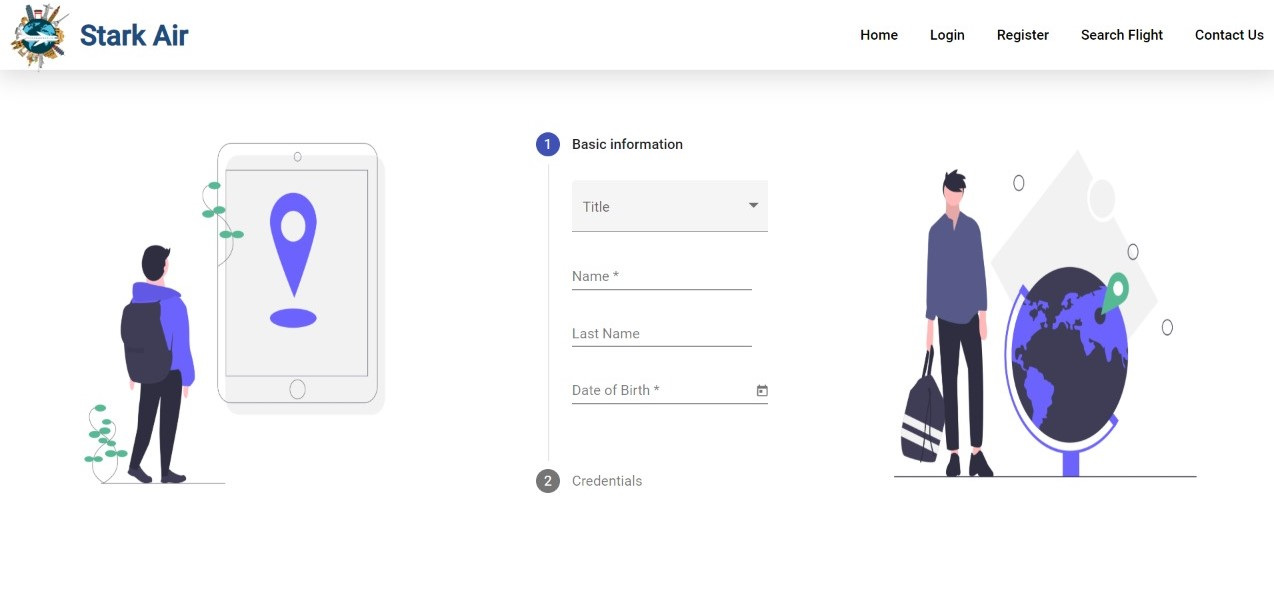 Stark Air
Home Login Register Search Flight Contact Us
1 Basic information
Title
Name *
Last Name
Date of Birth *
2 Credentials